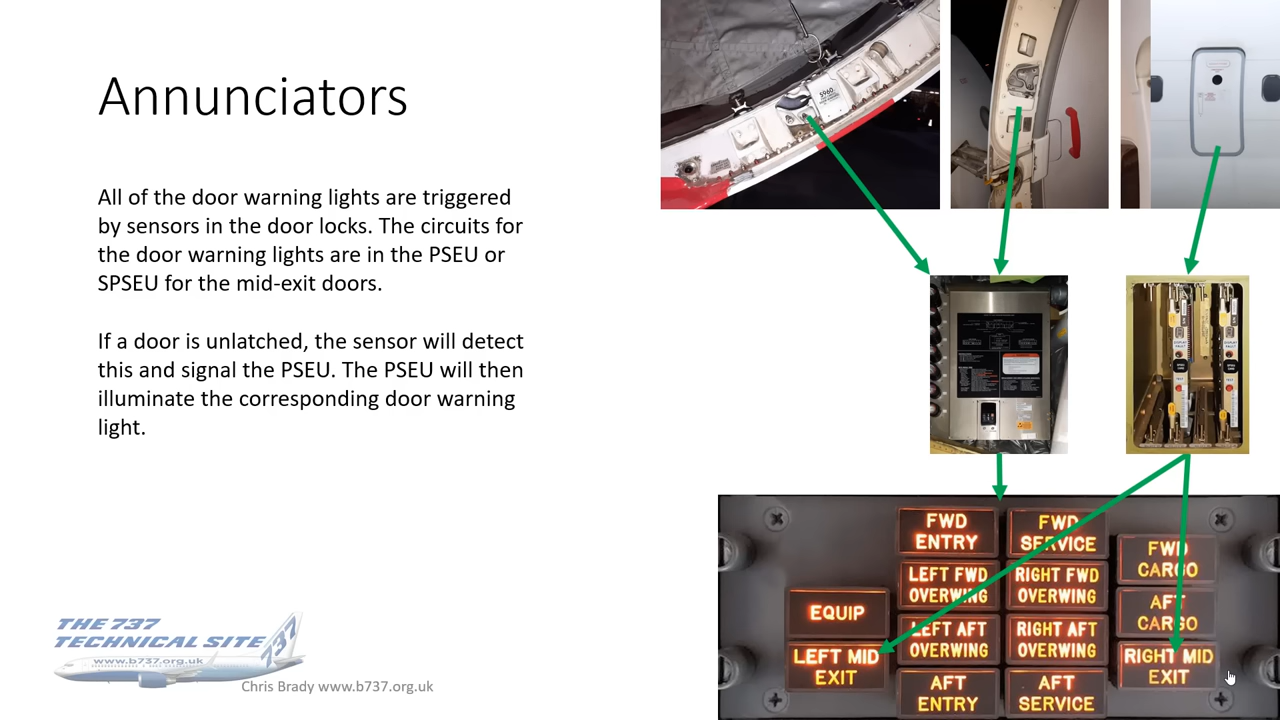 Annunciators
All of the door warning lights are triggered
by sensors in the door locks. The circuits for
the door warning lights are in the PSEU or
SPSEU for the mid-exit doors.
If a door is unlatched, the sensor will detect
this and signal the PSEU. The PSEU will then
illuminate the corresponding door warning
light.
5960
FWD
ENTRY
FWD
SERVICE
FWD
CARGO
LEFT FWD
OVERWING
RIGHT FWD
OVERWING
EQUIP
AFT
CARGO
LEFT AFT
OVERWING
RIGHT AFT
OVERWING
LEFT MID
EXIT
RIGHT MID
EXIT
AFT
ENTRY
AFT
SERVICE
THE 737
TECHNICAL SITE
737
www.b737.org.uk
Chris Brady www.b737.org.uk